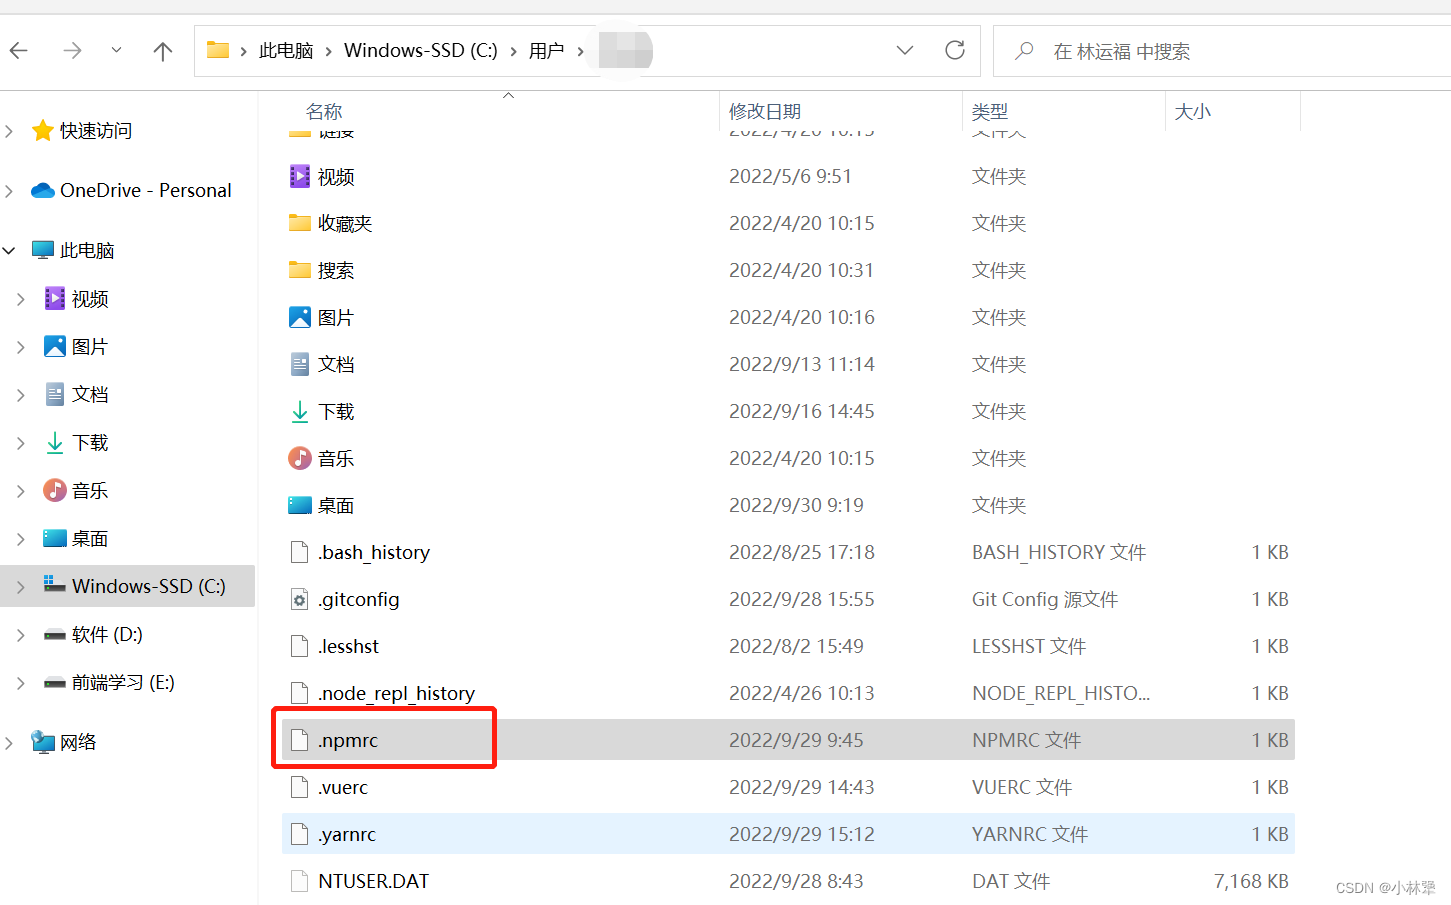 此电脑 Windows-SSD (C:) 用户
在 林运福 中搜索
名称 修改日期 类型 大小
快速访问
OneDrive - Personal
此电脑
视频
图片
文档
下载
音乐
桌面
Windows-SSD (C:)
软件 (D:)
前端学习 (E:)
网络
链接 2022/4/20 10:15 文件夹
视频 2022/5/6 9:51 文件夹
收藏夹 2022/4/20 10:15 文件夹
搜索 2022/4/20 10:31 文件夹
图片 2022/4/20 10:16 文件夹
文档 2022/9/13 11:14 文件夹
下载 2022/9/16 14:45 文件夹
音乐 2022/4/20 10:15 文件夹
桌面 2022/9/30 9:19 文件夹
.bash_history 2022/8/25 17:18 BASH_HISTORY 文件 1 KB
.gitconfig 2022/9/28 15:55 Git Config 源文件 1 KB
.lesshst 2022/8/2 15:49 LESSHST 文件 1 KB
.node_repl_history 2022/4/26 10:13 NODE_REPL_HISTO... 1 KB
.npmrc 2022/9/29 9:45 NPMRC 文件 1 KB
.vuerc 2022/9/29 14:43 VUERC 文件 1 KB
.yarnrc 2022/9/29 15:12 YARNRC 文件 1 KB
NTUSER.DAT 2022/9/28 8:43 DAT 文件 7,168 KB
CSDN @小林犟